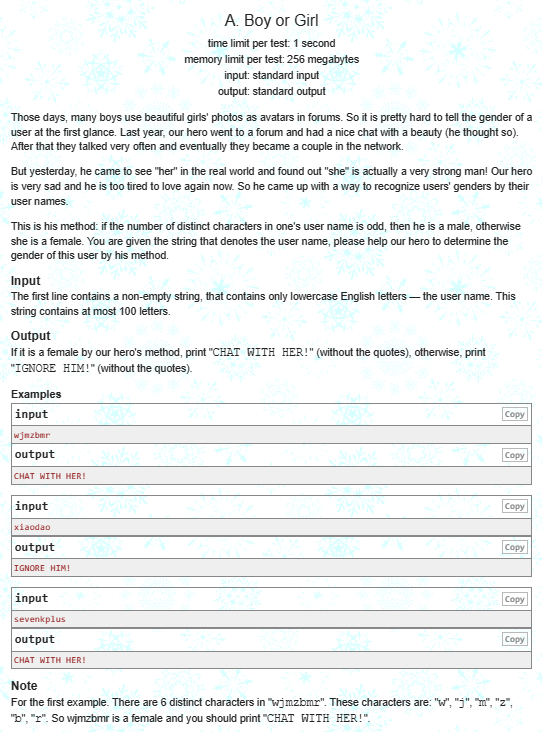 A. Boy or Girl
time limit per test: 1 second
memory limit per test: 256 megabytes
input: standard input
output: standard output
Those days, many boys use beautiful girls' photos as avatars in forums. So it is pretty hard to tell the gender of a
user at the first glance. Last year, our hero went to a forum and had a nice chat with a beauty (he thought so).
After that they talked very often and eventually they became a couple in the network.
But yesterday, he came to see "her" in the real world and found out "she" is actually a very strong man! Our hero
is very sad and he is too tired to love again now. So he came up with a way to recognize users' genders by their
user names.
This is his method: if the number of distinct characters in one's user name is odd, then he is a male, otherwise
she is a female. You are given the string that denotes the user name, please help our hero to determine the
gender of this user by his method.
Input
The first line contains a non-empty string, that contains only lowercase English letters — the user name. This
string contains at most 100 letters.
Output
If it is a female by our hero's method, print "CHAT WITH HER!" (without the quotes), otherwise, print
"IGNORE HIM!" (without the quotes).
Examples
input Copy
wjmzbmr
output Copy
CHAT WITH HER!
input Copy
xiaodao
output Copy
IGNORE HIM!
input Copy
sevenkplus
output Copy
CHAT WITH HER!
Note
For the first example. There are 6 distinct characters in "wjmzbmr". These characters are: "w", "j", "m", "z",
"b", "r". So wjmzbmr is a female and you should print "CHAT WITH HER!".